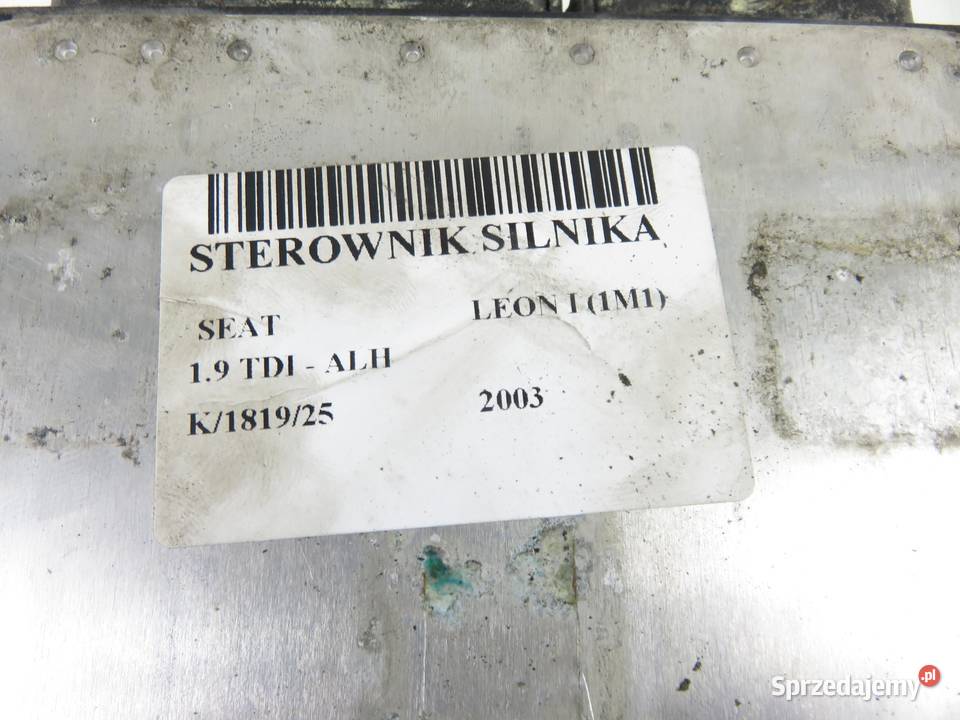 STEROWNIK SILNIKA
SEAT LEON I (1M1)
1.9 TDI - ALH
K/1819/25 2003
Sprzedajemy.pl